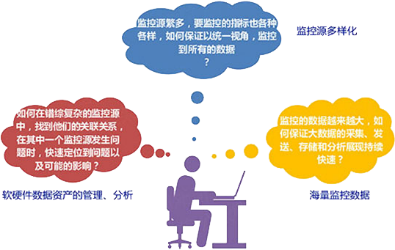 监控源繁多，要监控的指标也各种
各样，如何保证以统一视角，监控
到所有的数据
？
监控源多样化
如何在错综复杂的监控源
中，找到他们的关联关系，
在其中一个监控源发生问
题时，快速定位到问题以
及可能的影响？
软硬件数据资产的管理、分析
监控的数据越来越大，如
何保证大数据的采集、发
送、存储和分析展现持续
快速？
海量监控数据